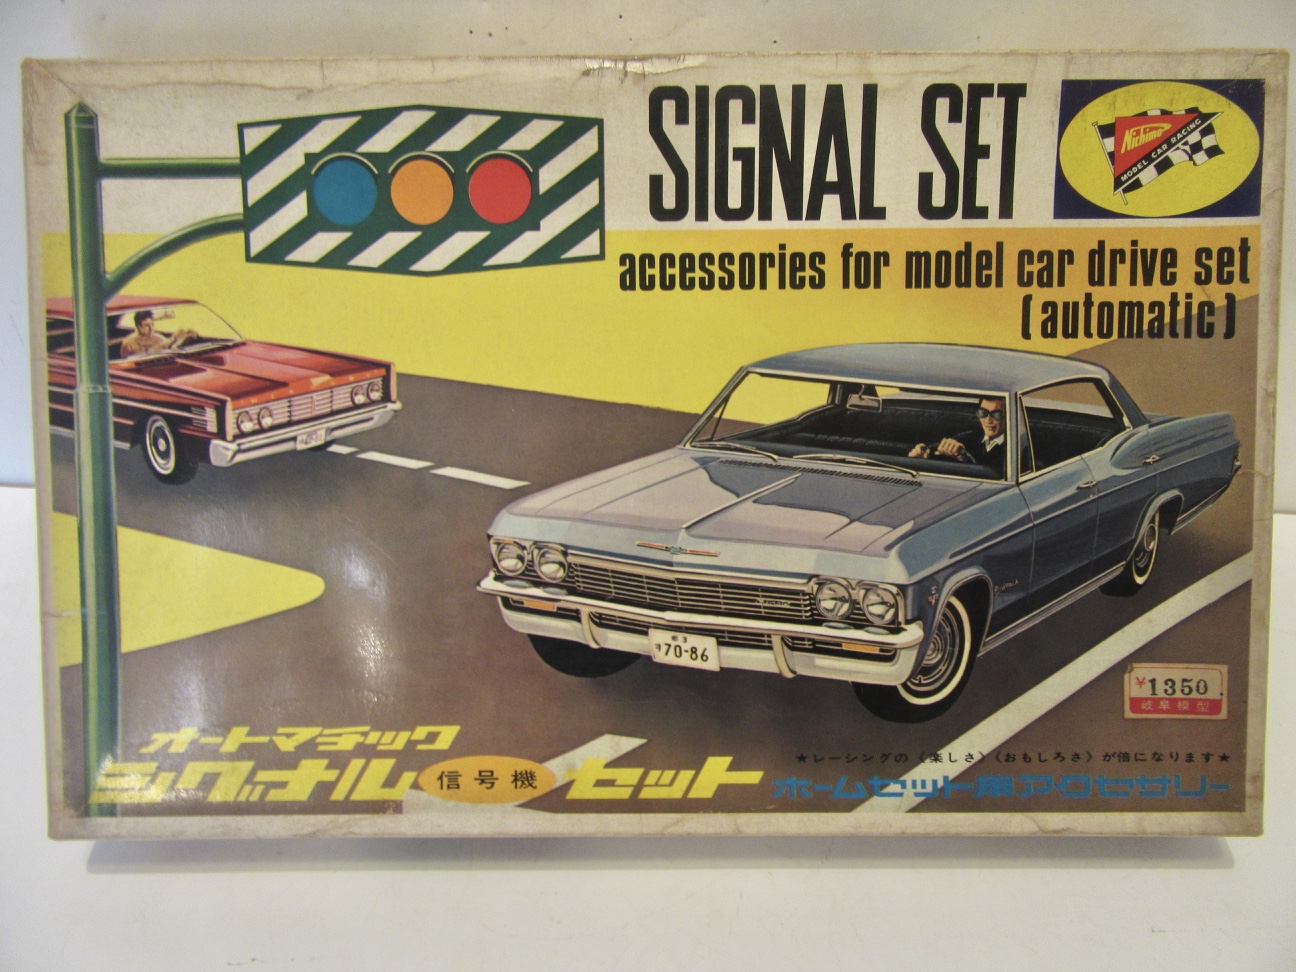 SIGNAL SET
Nichimo
MODEL CAR RACING
accessories for model car drive set
(automatic)
70-86
¥1350
岐阜模型
オートマチック
シグナル 信号機 セット
★レーシングの〈楽しさ〉〈おもしろさ〉が倍になります★
ホームセット用アクセサリー